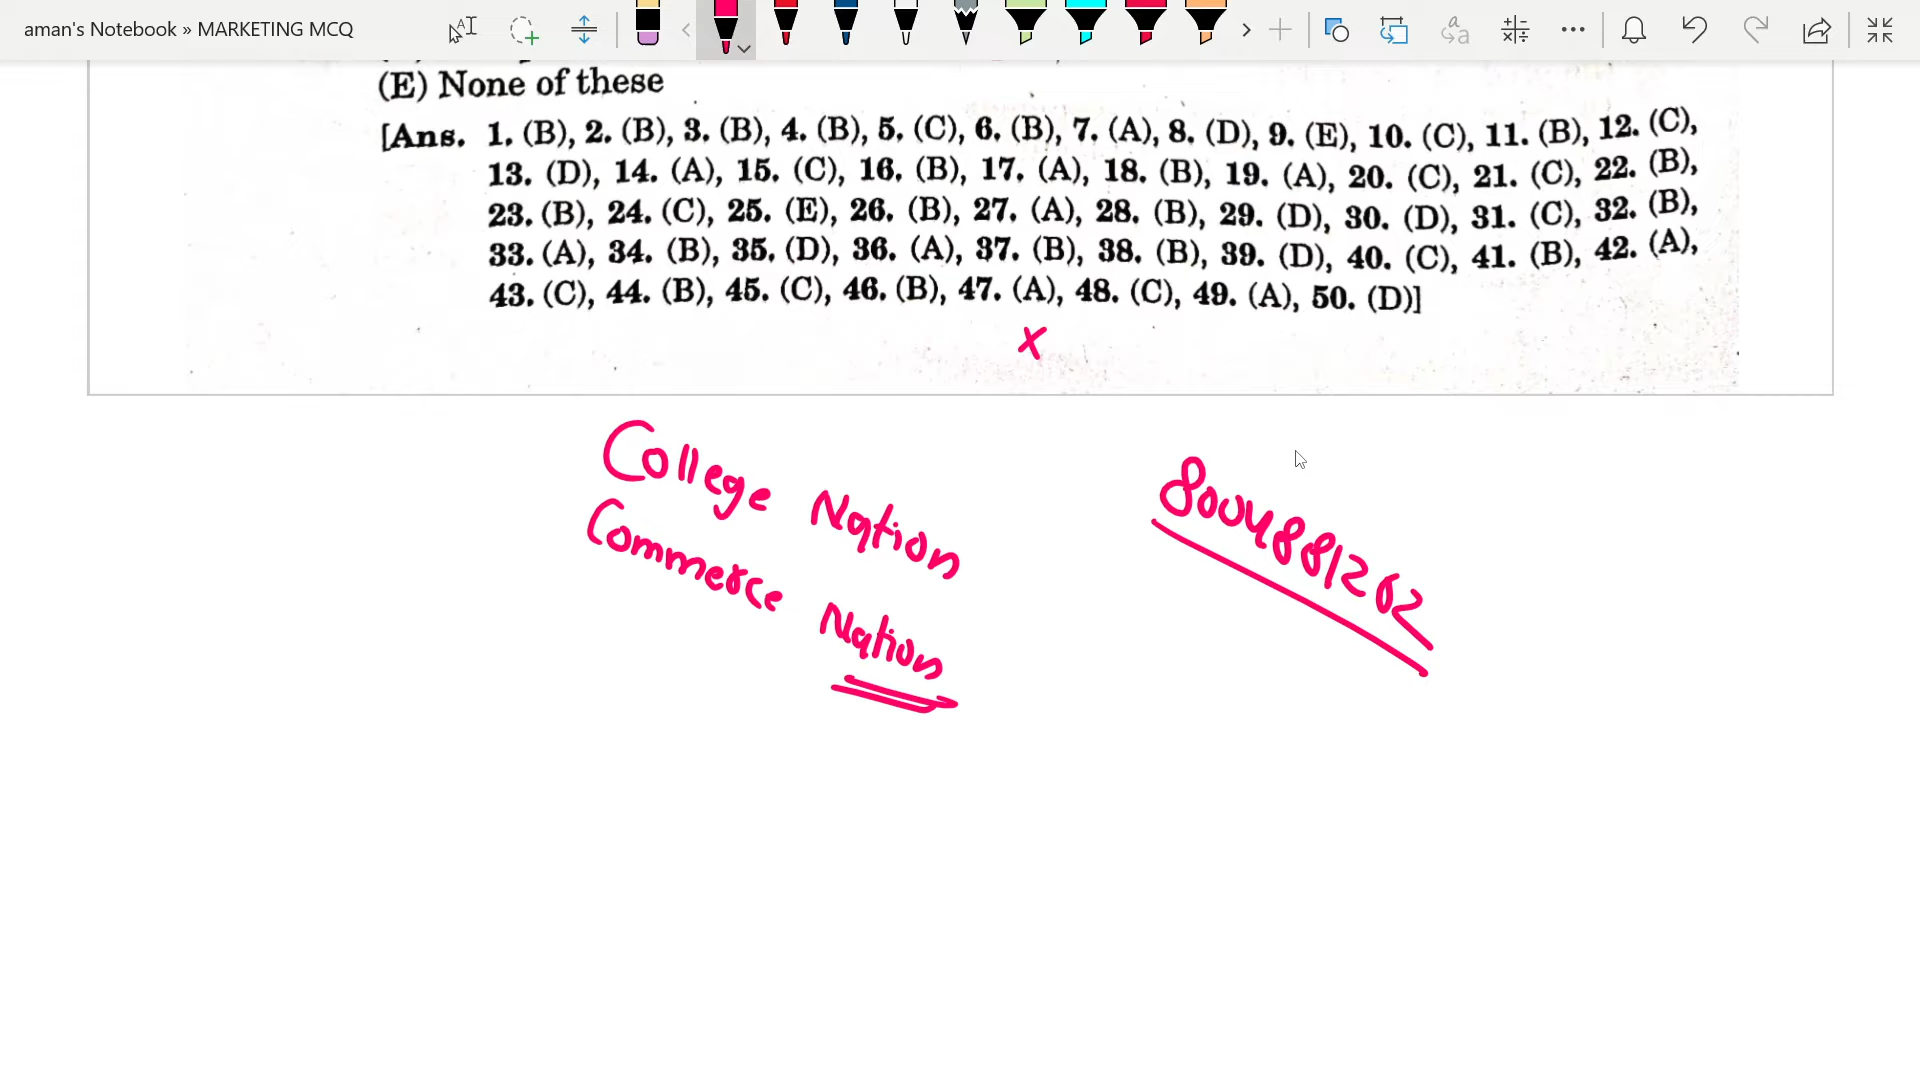 aman's Notebook » MARKETING MCQ
(E) None of these
[Ans. 1. (B), 2. (B), 3. (B), 4. (B), 5. (C), 6. (B), 7. (A), 8. (D), 9. (E), 10. (C), 11. (B), 12. (C),
13. (D), 14. (A), 15. (C), 16. (B), 17. (A), 18. (B), 19. (A), 20. (C), 21. (C), 22. (B),
23. (B), 24. (C), 25. (E), 26. (B), 27. (A), 28. (B), 29. (D), 30. (D), 31. (C), 32. (B),
33. (A), 34. (B), 35. (D), 36. (A), 37. (B), 38. (B), 39. (D), 40. (C), 41. (B), 42. (A),
43. (C), 44. (B), 45. (C), 46. (B), 47. (A), 48. (C), 49. (A), 50. (D)]
x
College Nation
Commerce Nation
8004881202